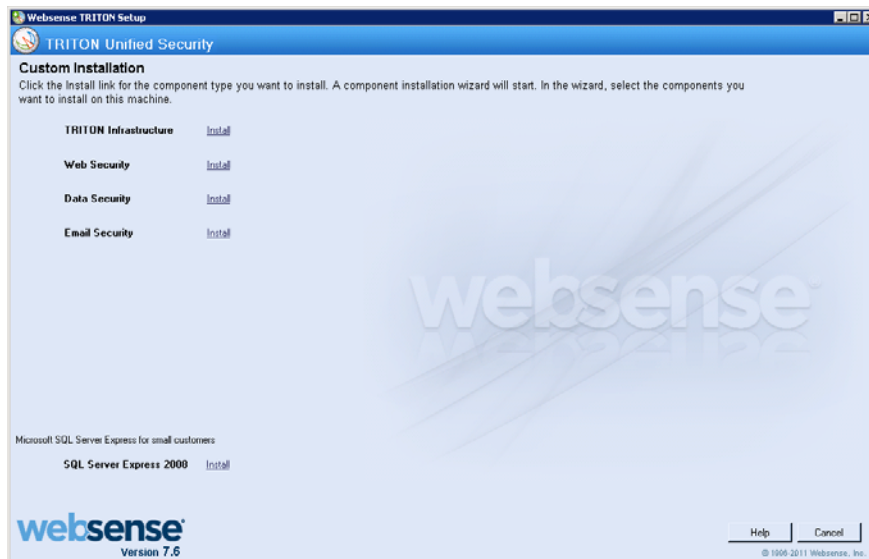 Websense TRITON Setup
TRITON Unified Security
Custom Installation
Click the Install link for the component type you want to install. A component installation wizard will start. In the wizard, select the components you
want to install on this machine.
TRITON Infrastructure Install
Web Security Install
Data Security Install
Email Security Install
websense
Microsoft SQL Server Express for small customers
SQL Server Express 2008 Install
websense
Version 7.6
Help Cancel
© 1996-2011 Websense, Inc.